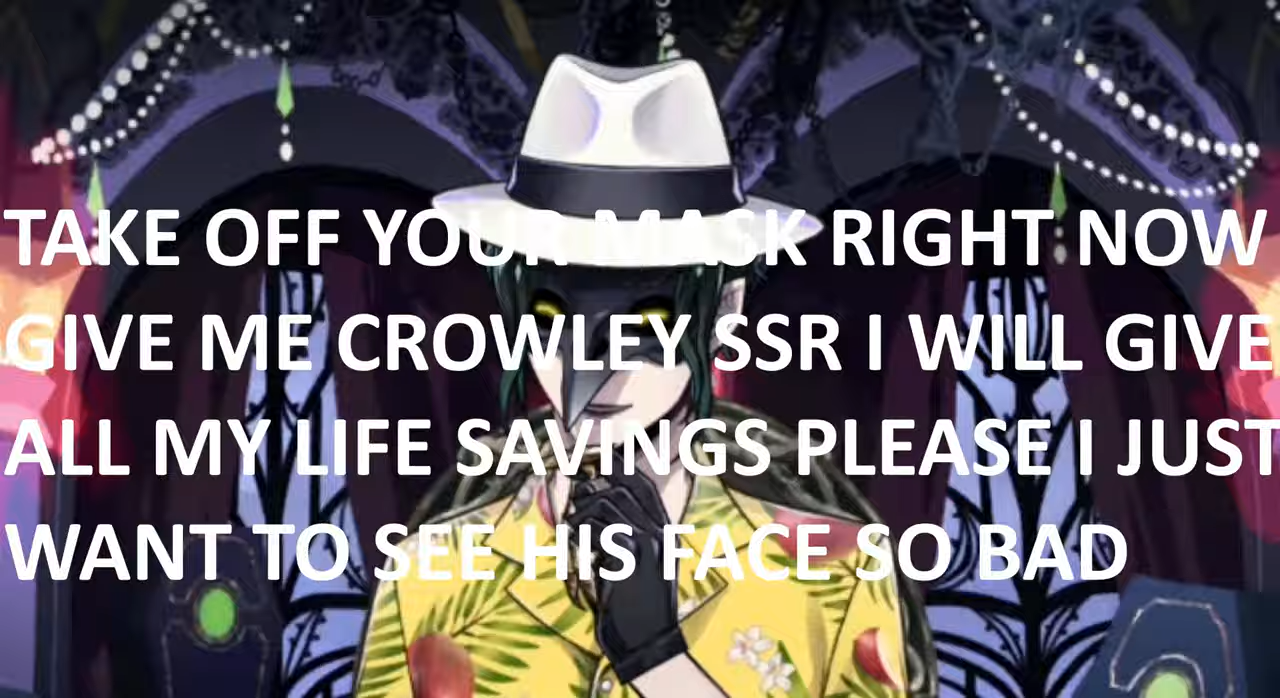 TAKE OFF YOUR MASK RIGHT NOW
GIVE ME CROWLEY SSR I WILL GIVE
ALL MY LIFE SAVINGS PLEASE I JUST
WANT TO SEE HIS FACE SO BAD